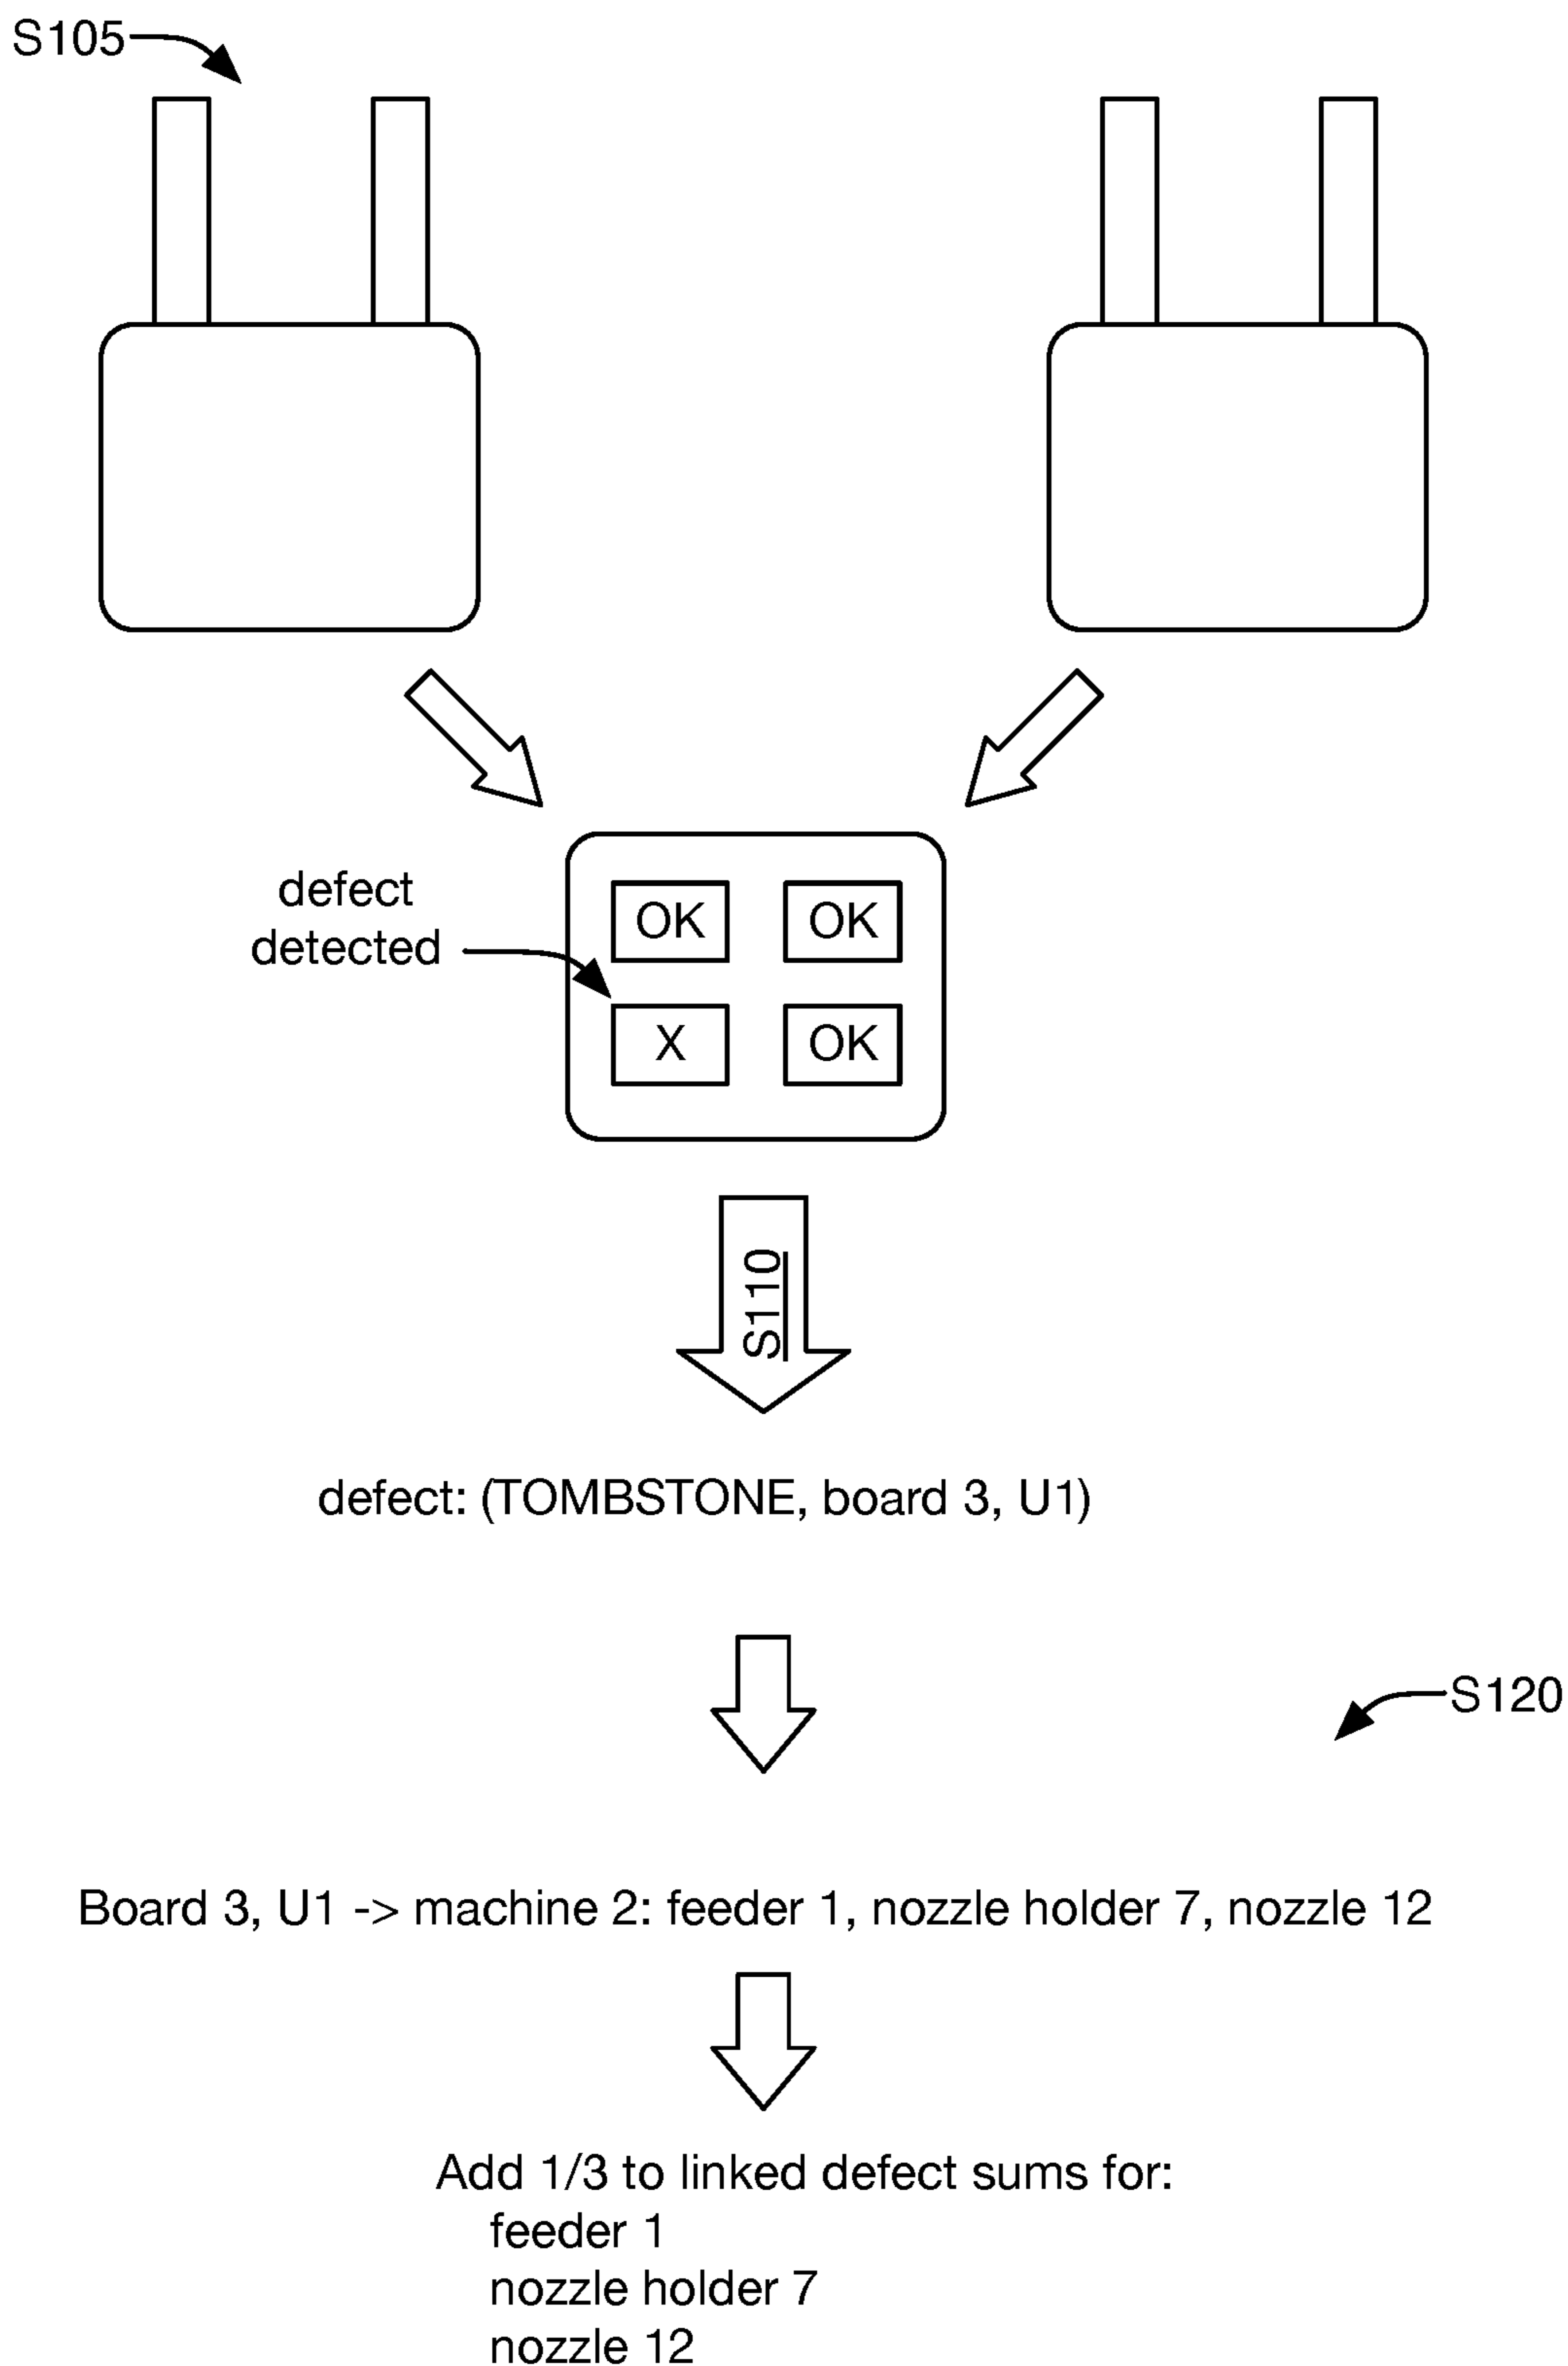 S105
defect
detected
OK OK
X OK
S110
defect: (TOMBSTONE, board 3, U1)
S120
Board 3, U1 -> machine 2: feeder 1, nozzle holder 7, nozzle 12
Add 1/3 to linked defect sums for:
feeder 1
nozzle holder 7
nozzle 12